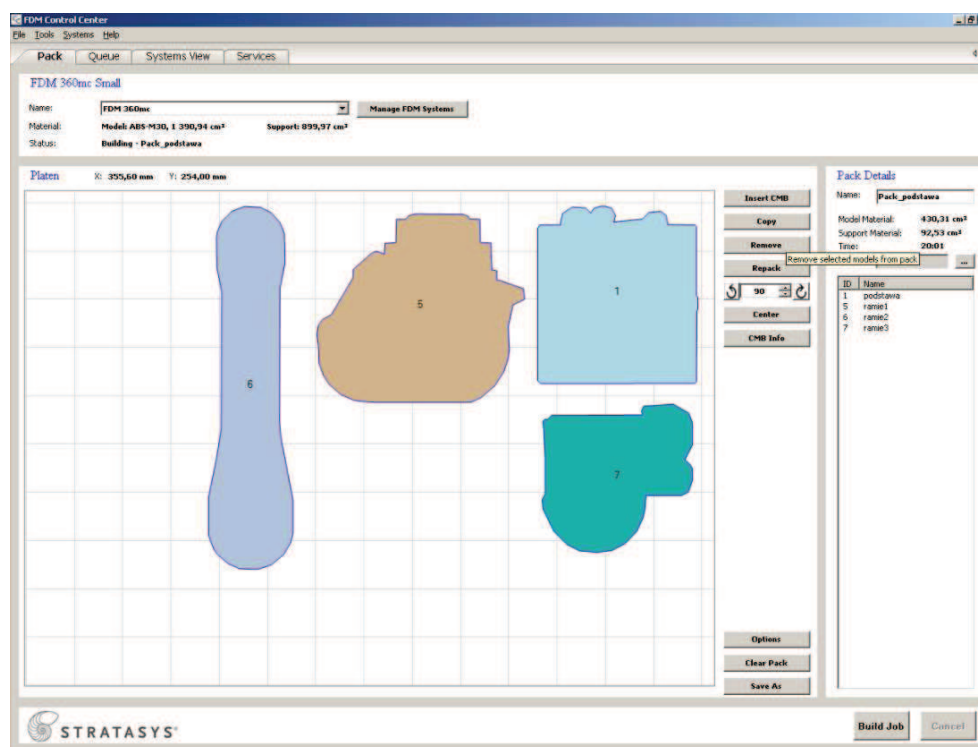 FDM Control Center
File Tools Systems Help
Pack Queue Systems View Services
4
FDM 360mc Small
Name: FDM 360mc Manage FDM Systems
Material: Model: ABS-M30, 1 390,94 cm³ Support: 899,97 cm³
Status: Building - Pack_podstawa
Platen X: 355,60 mm Y: 254,00 mm
6
5
1
7
Insert CMB
Copy
Remove
Remove selected models from pack
Repack
90
Center
CMB Info
Options
Clear Pack
Save As
Pack Details
Name: Pack_podstawa
Model Material: 430,31 cm³
Support Material: 92,53 cm³
Time: 20:01
...
ID Name
1 podstawa
5 ramie1
6 ramie2
7 ramie3
STRATASYS
Build Job Cancel